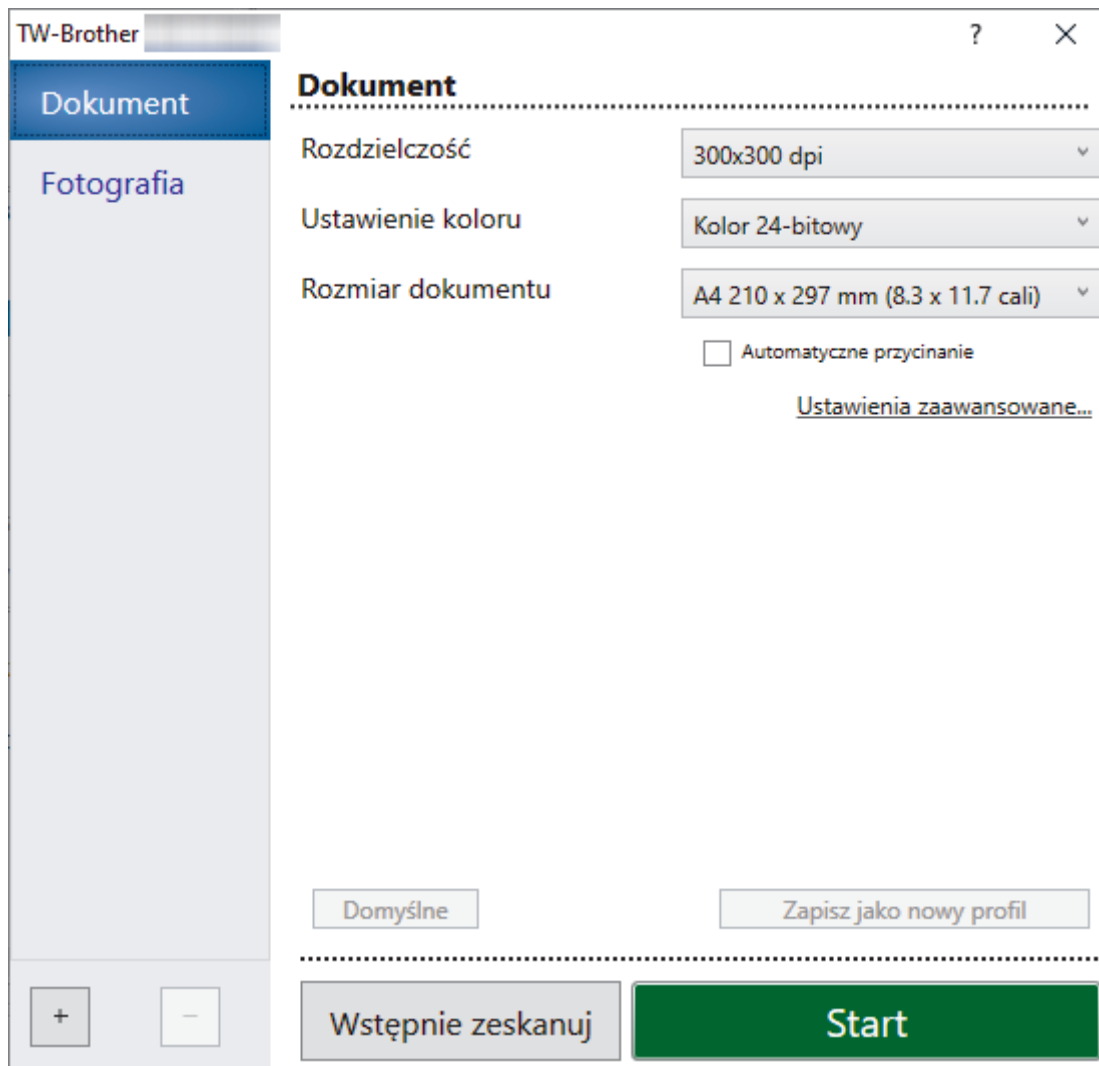 TW-Brother
?
Dokument
Fotografia
Dokument
Rozdzielczość
300x300 dpi
Ustawienie koloru
Kolor 24-bitowy
Rozmiar dokumentu
A4 210 x 297 mm (8.3 x 11.7 cali)
Automatyczne przycinanie
Ustawienia zaawansowane...
Domyślne
Zapisz jako nowy profil
+
−
Wstępnie zeskanuj
Start